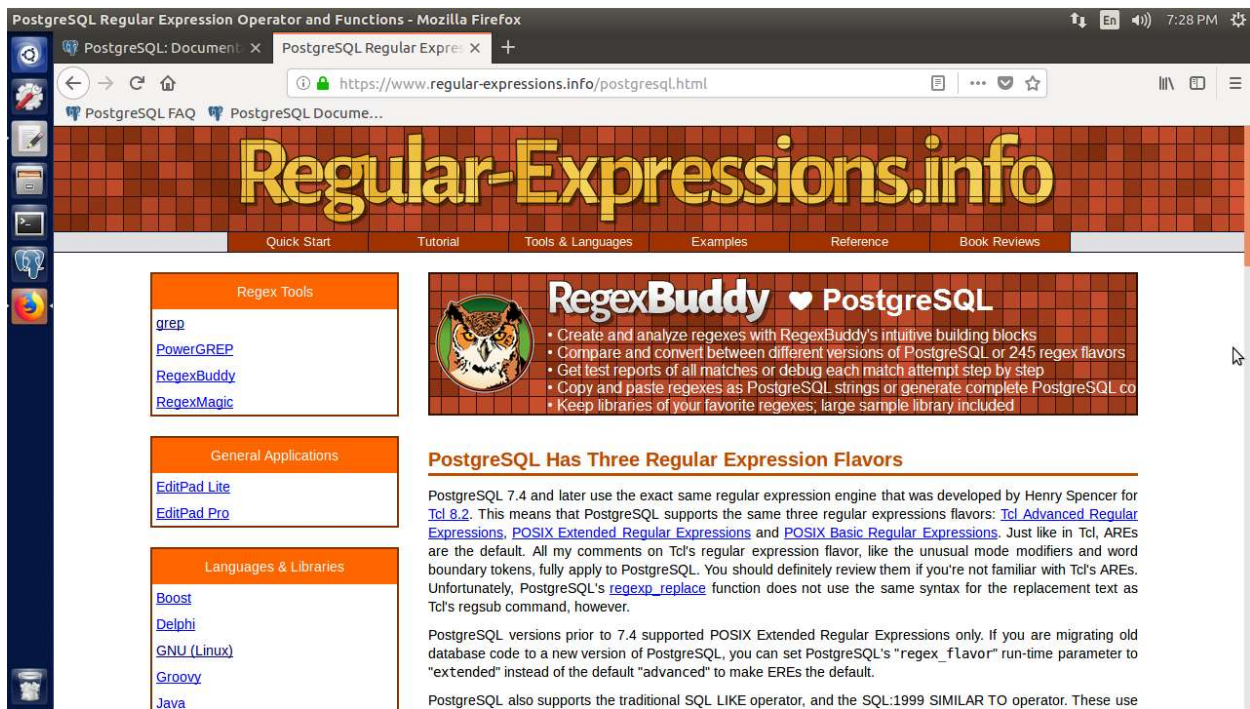 PostgreSQL Regular Expression Operator and Functions - Mozilla Firefox
En
7:28 PM
PostgreSQL: Document
PostgreSQL Regular Expre
https://www.regular-expressions.info/postgresql.html
PostgreSQL FAQ
PostgreSQL Docume...
Regular-Expressions.info
Quick Start
Tutorial
Tools & Languages
Examples
Reference
Book Reviews
Regex Tools
grep
PowerGREP
RegexBuddy
RegexMagic
General Applications
EditPad Lite
EditPad Pro
Languages & Libraries
Boost
Delphi
GNU (Linux)
Groovy
Java
RegexBuddy ♥ PostgreSQL
• Create and analyze regexes with RegexBuddy's intuitive building blocks
• Compare and convert between different versions of PostgreSQL or 245 regex flavors
• Get test reports of all matches or debug each match attempt step by step
• Copy and paste regexes as PostgreSQL strings or generate complete PostgreSQL co
• Keep libraries of your favorite regexes; large sample library included
PostgreSQL Has Three Regular Expression Flavors
PostgreSQL 7.4 and later use the exact same regular expression engine that was developed by Henry Spencer for
Tcl 8.2. This means that PostgreSQL supports the same three regular expressions flavors: Tcl Advanced Regular
Expressions, POSIX Extended Regular Expressions and POSIX Basic Regular Expressions. Just like in Tcl, AREs
are the default. All my comments on Tcl's regular expression flavor, like the unusual mode modifiers and word
boundary tokens, fully apply to PostgreSQL. You should definitely review them if you're not familiar with Tcl's AREs.
Unfortunately, PostgreSQL's regexp_replace function does not use the same syntax for the replacement text as
Tcl's regsub command, however.
PostgreSQL versions prior to 7.4 supported POSIX Extended Regular Expressions only. If you are migrating old
database code to a new version of PostgreSQL, you can set PostgreSQL's "regex_flavor" run-time parameter to
"extended" instead of the default "advanced" to make EREs the default.
PostgreSQL also supports the traditional SQL LIKE operator, and the SQL:1999 SIMILAR TO operator. These use